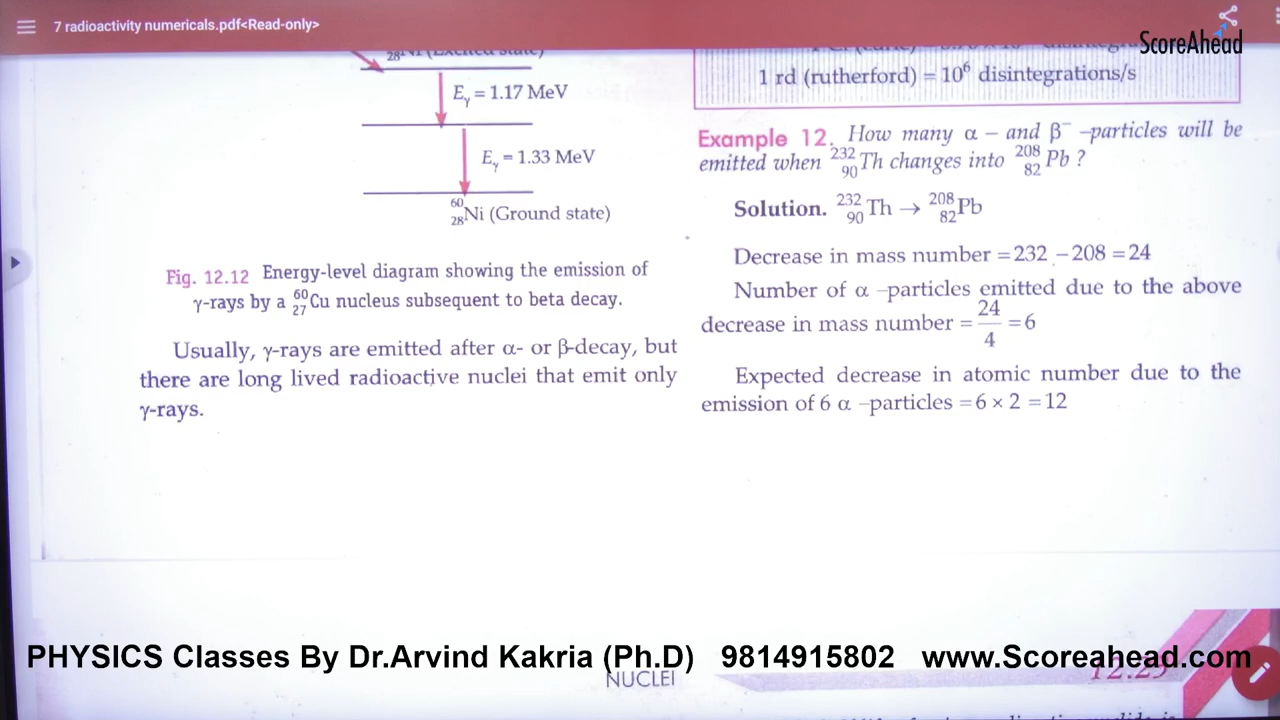 7 radioactivity numericals.pdf<Read-only>
ScoreAhead
E_γ = 1.17 MeV
E_γ = 1.33 MeV
⁶⁰₂₈Ni (Ground state)
Fig. 12.12 Energy-level diagram showing the emission of
γ-rays by a ⁶⁰₂₇Cu nucleus subsequent to beta decay.
Usually, γ-rays are emitted after α- or β-decay, but
there are long lived radioactive nuclei that emit only
γ-rays.
1 rd (rutherford) = 10⁶ disintegrations/s
Example 12. How many α – and β⁻ –particles will be
emitted when ²³²₉₀Th changes into ²⁰⁸₈₂Pb ?
Solution. ²³²₉₀Th → ²⁰⁸₈₂Pb
Decrease in mass number = 232 – 208 = 24
Number of α –particles emitted due to the above
decrease in mass number = 24/4 = 6
Expected decrease in atomic number due to the
emission of 6 α –particles = 6 × 2 = 12
PHYSICS Classes By Dr.Arvind Kakria (Ph.D) 9814915802 www.Scoreahead.com
NUCLEI